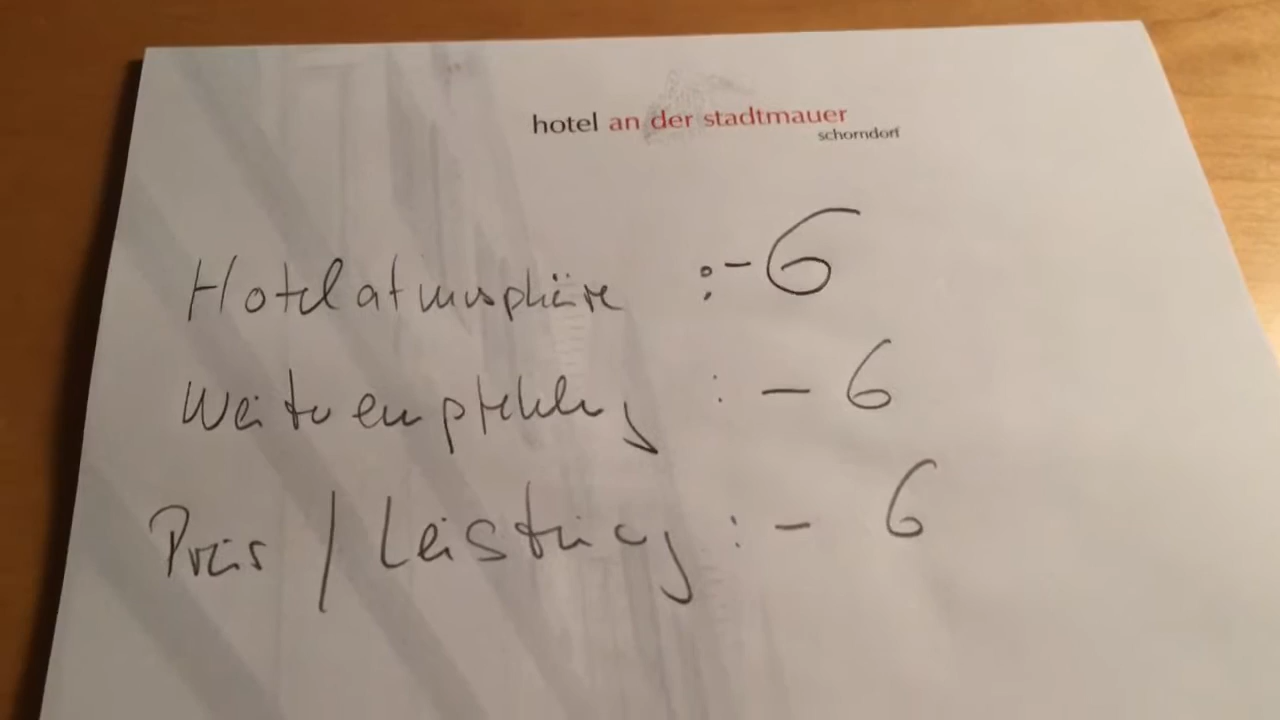 hotel an der stadtmauer
schorndorf
Hotelatmosphäre : - 6
Weiterempfehlung : - 6
Preis / Leistung : - 6